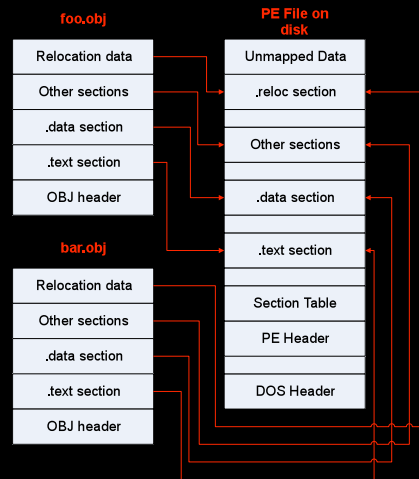 foo.obj
Relocation data
Other sections
.data section
.text section
OBJ header
bar.obj
Relocation data
Other sections
.data section
.text section
OBJ header
PE File on
disk
Unmapped Data
.reloc section
Other sections
.data section
.text section
Section Table
PE Header
DOS Header